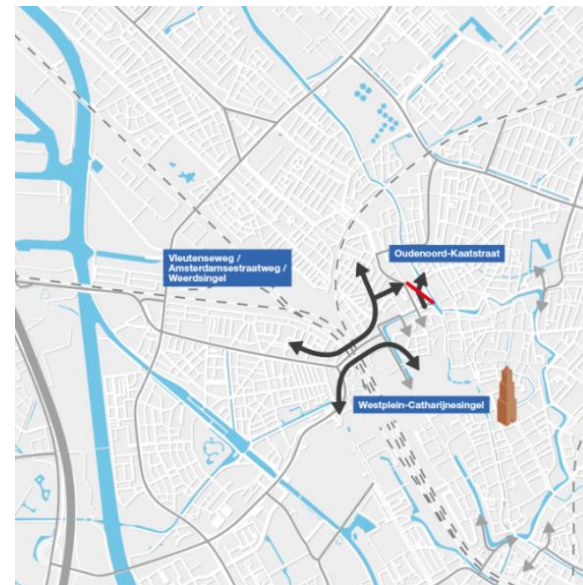 Vleutenseweg /
Amsterdamsestraatweg /
Weerdsingel
Oudenoord-Kaatstraat
Westplein-Catharijnesingel